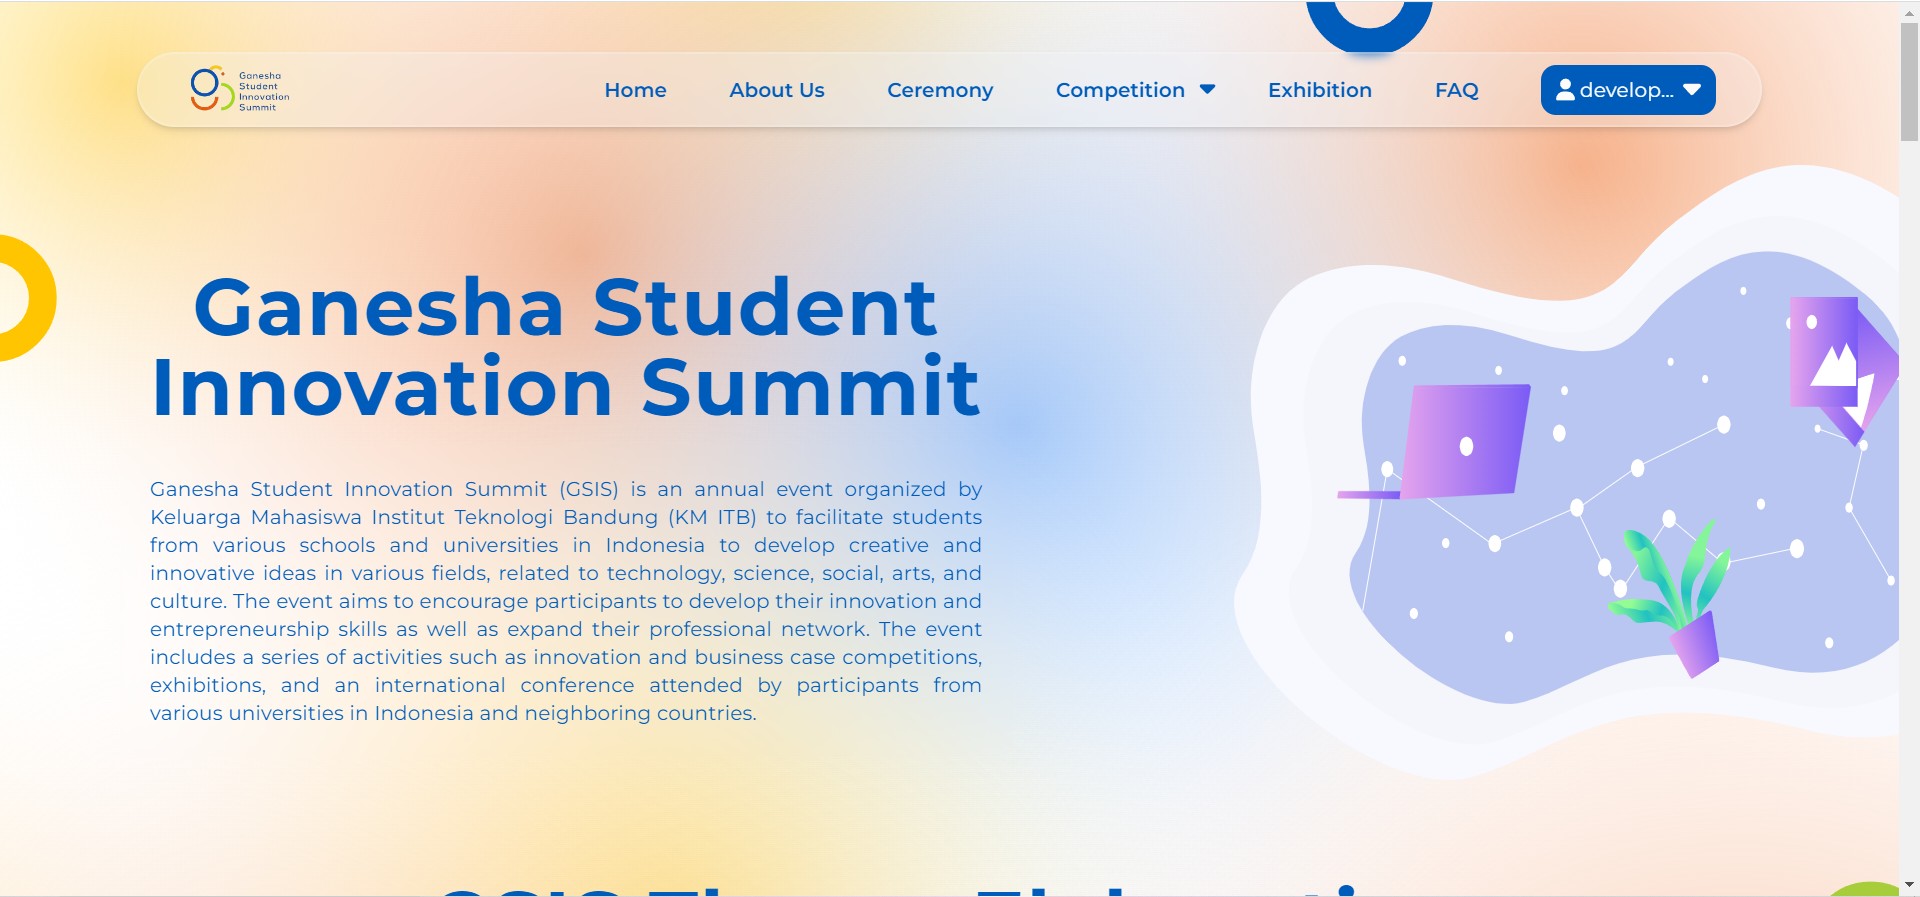 Ganesha
Student
Innovation
Summit
Home About Us Ceremony Competition Exhibition FAQ develop...
Ganesha Student
Innovation Summit
Ganesha Student Innovation Summit (GSIS) is an annual event organized by
Keluarga Mahasiswa Institut Teknologi Bandung (KM ITB) to facilitate students
from various schools and universities in Indonesia to develop creative and
innovative ideas in various fields, related to technology, science, social, arts, and
culture. The event aims to encourage participants to develop their innovation and
entrepreneurship skills as well as expand their professional network. The event
includes a series of activities such as innovation and business case competitions,
exhibitions, and an international conference attended by participants from
various universities in Indonesia and neighboring countries.